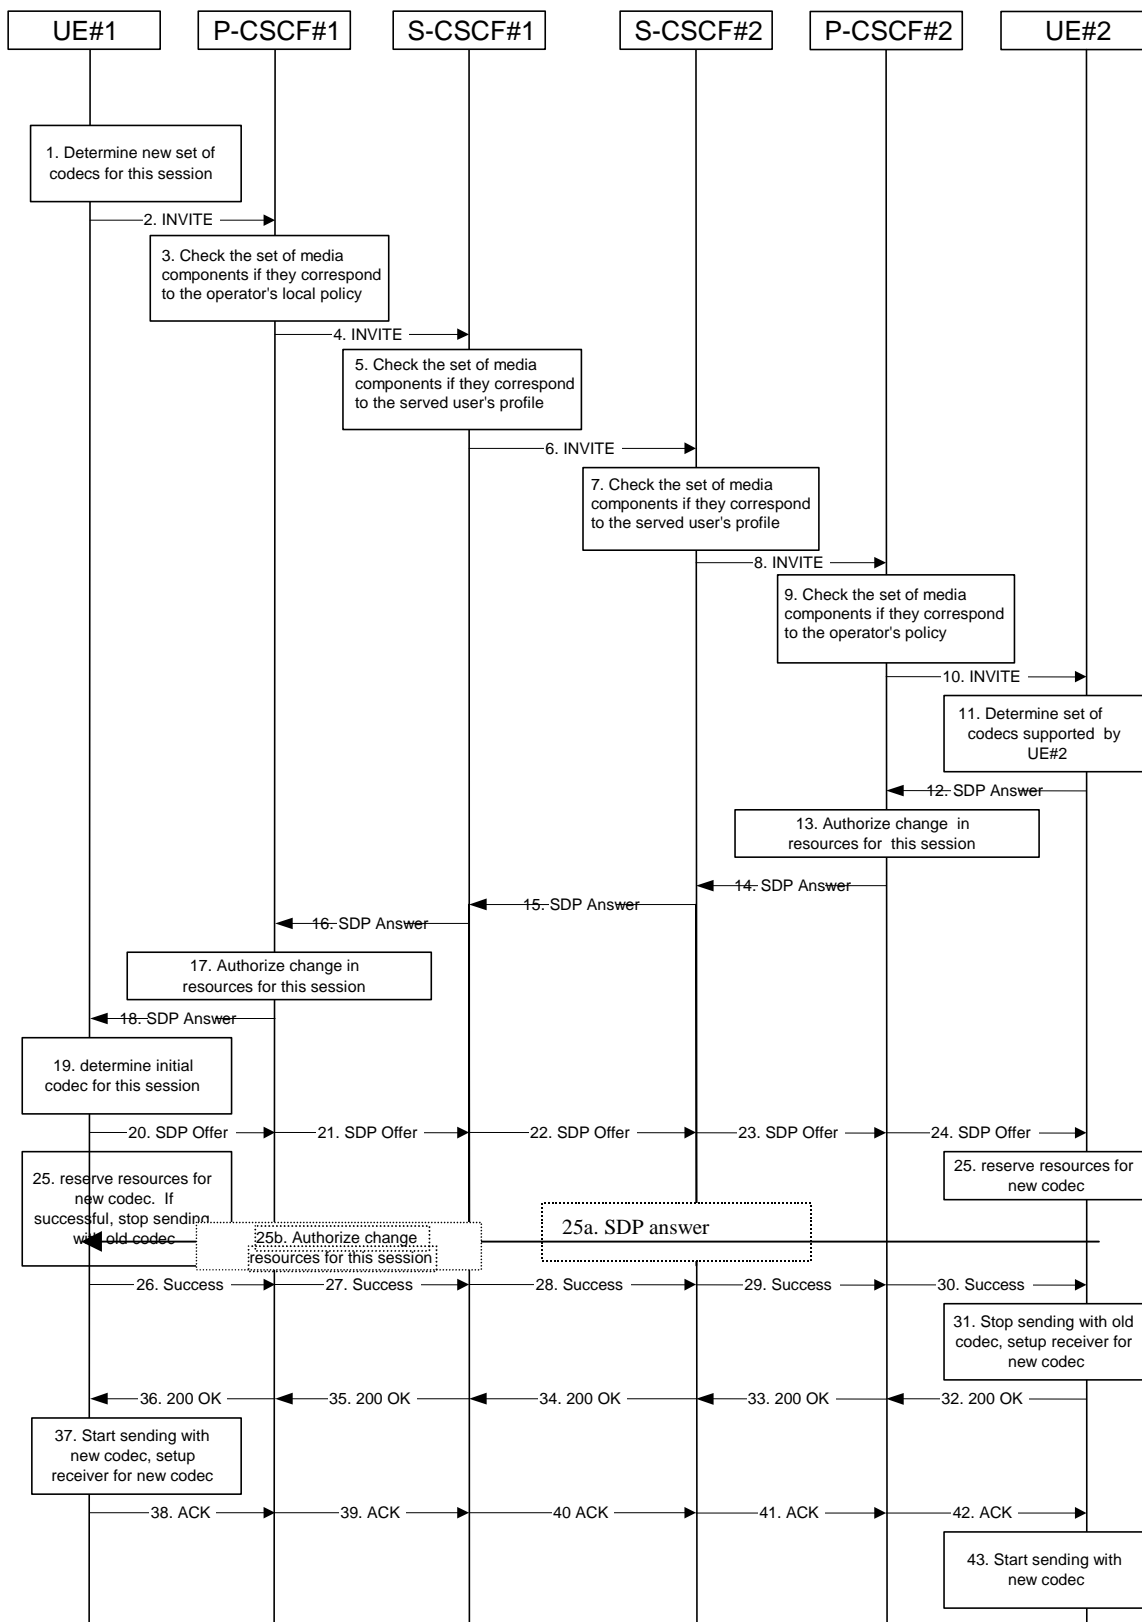 UE#1 P-CSCF#1 S-CSCF#1 S-CSCF#2 P-CSCF#2 UE#2
1. Determine new set of
codecs for this session
2. INVITE
3. Check the set of media
components if they correspond
to the operator's local policy
4. INVITE
5. Check the set of media
components if they correspond
to the served user's profile
6. INVITE
7. Check the set of media
components if they correspond
to the served user's profile
8. INVITE
9. Check the set of media
components if they correspond
to the operator's policy
10. INVITE
11. Determine set of
codecs supported by
UE#2
12. SDP Answer
13. Authorize change in
resources for this session
14. SDP Answer
15. SDP Answer
16. SDP Answer
17. Authorize change in
resources for this session
18. SDP Answer
19. determine initial
codec for this session
20. SDP Offer 21. SDP Offer 22. SDP Offer 23. SDP Offer 24. SDP Offer
25. reserve resources for
new codec. If
successful, stop sending
with old codec
25. reserve resources for
new codec
25a. SDP answer
25b. Authorize change
resources for this session
26. Success 27. Success 28. Success 29. Success 30. Success
31. Stop sending with old
codec, setup receiver for
new codec
36. 200 OK 35. 200 OK 34. 200 OK 33. 200 OK 32. 200 OK
37. Start sending with
new codec, setup
receiver for new codec
38. ACK 39. ACK 40 ACK 41. ACK 42. ACK
43. Start sending with
new codec